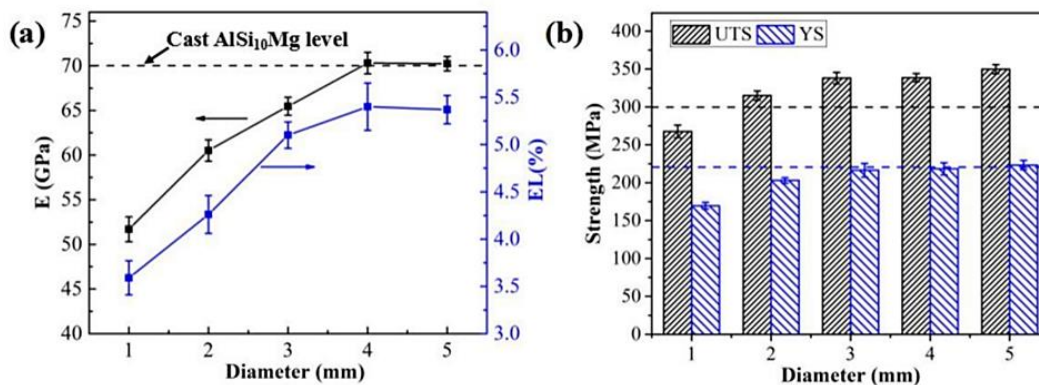 (a)
Cast AlSi₁₀Mg level
75
70
65
60
55
50
45
40
E (GPa)
6.0
5.5
5.0
4.5
4.0
3.5
3.0
EL(%)
1 2 3 4 5
Diameter (mm)
(b)
UTS YS
400
350
300
250
200
150
100
50
0
Strength (MPa)
1 2 3 4 5
Diameter (mm)